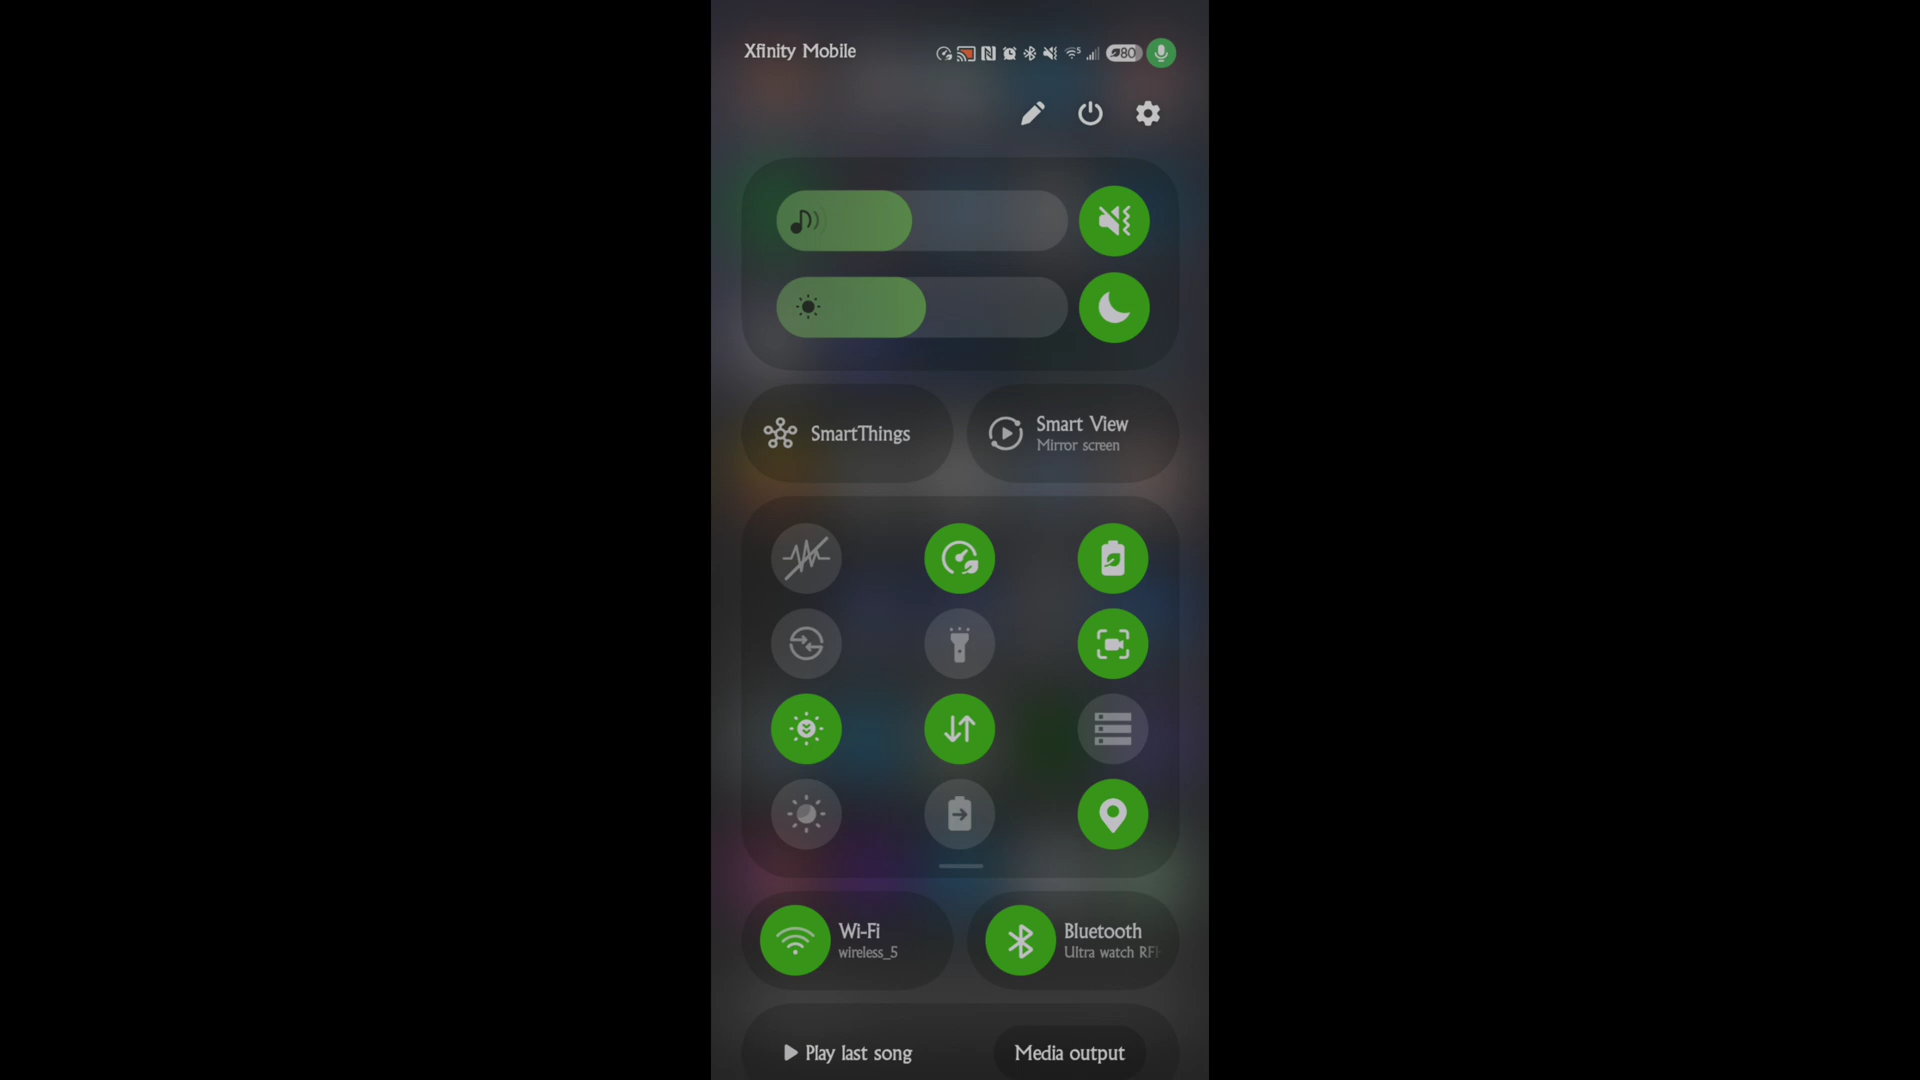 Xfinity Mobile
80
SmartThings
Smart View
Mirror screen
Wi-Fi
wireless_5
Bluetooth
Ultra watch
Play last song
Media output